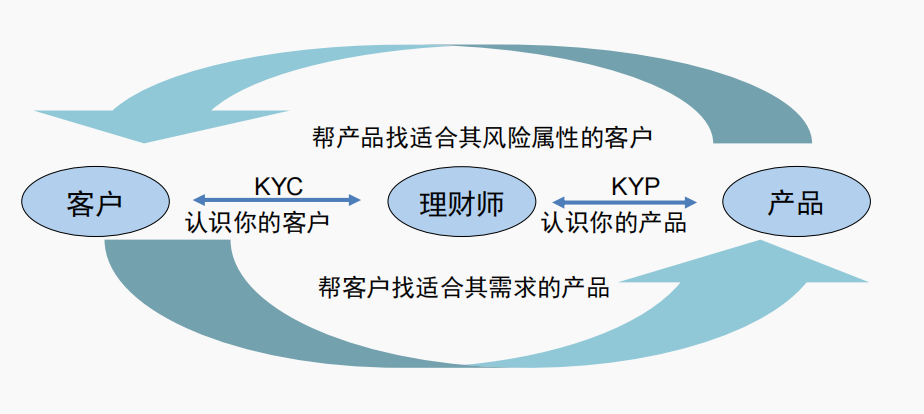 帮产品找适合其风险属性的客户
客户
KYC
认识你的客户
理财师
KYP
认识你的产品
产品
帮客户找适合其需求的产品